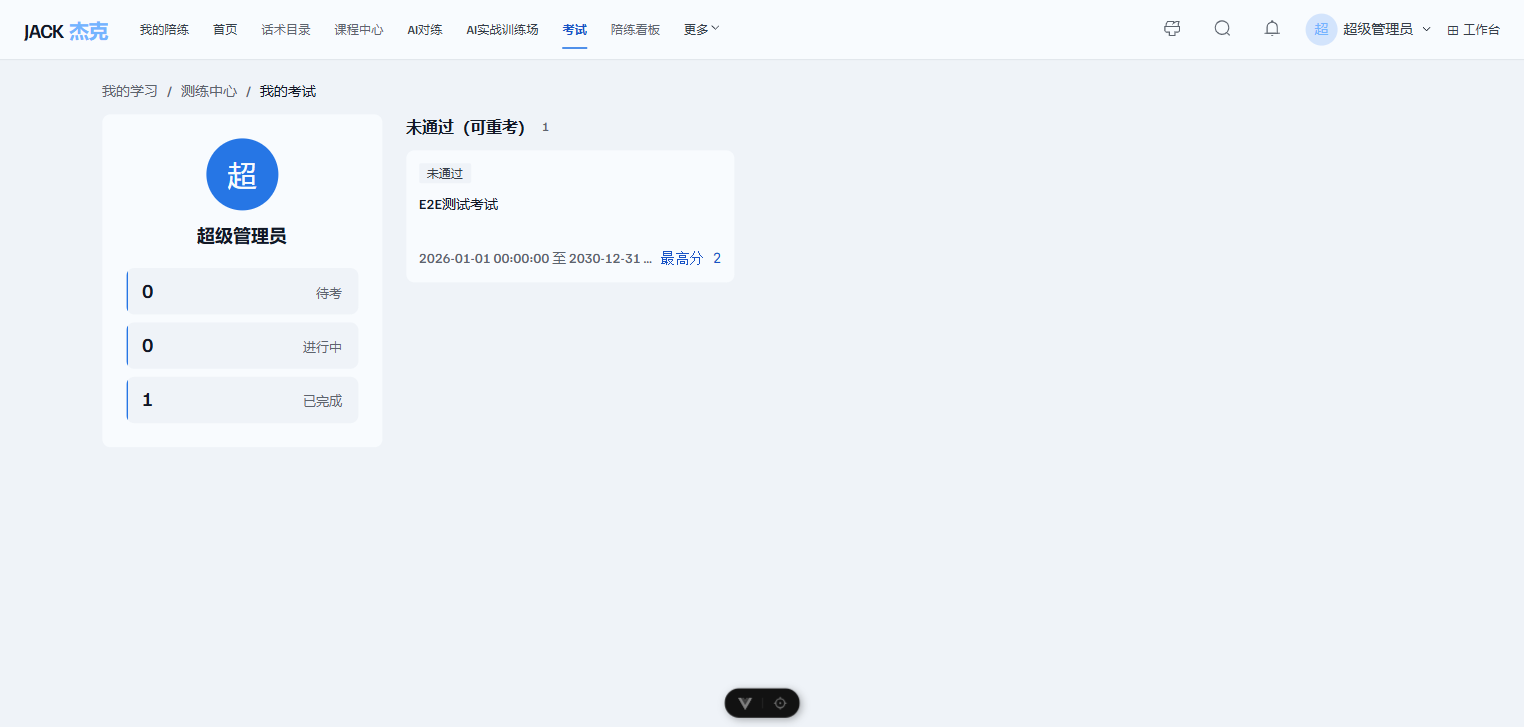 JACK 杰克 我的陪练 首页 话术目录 课程中心 AI对练 AI实战训练场 考试 陪练看板 更多 超 超级管理员 工作台
我的学习 / 测练中心 / 我的考试
超
超级管理员
0 待考
0 进行中
1 已完成
未通过（可重考） 1
未通过
E2E测试考试
2026-01-01 00:00:00 至 2030-12-31 ... 最高分 2